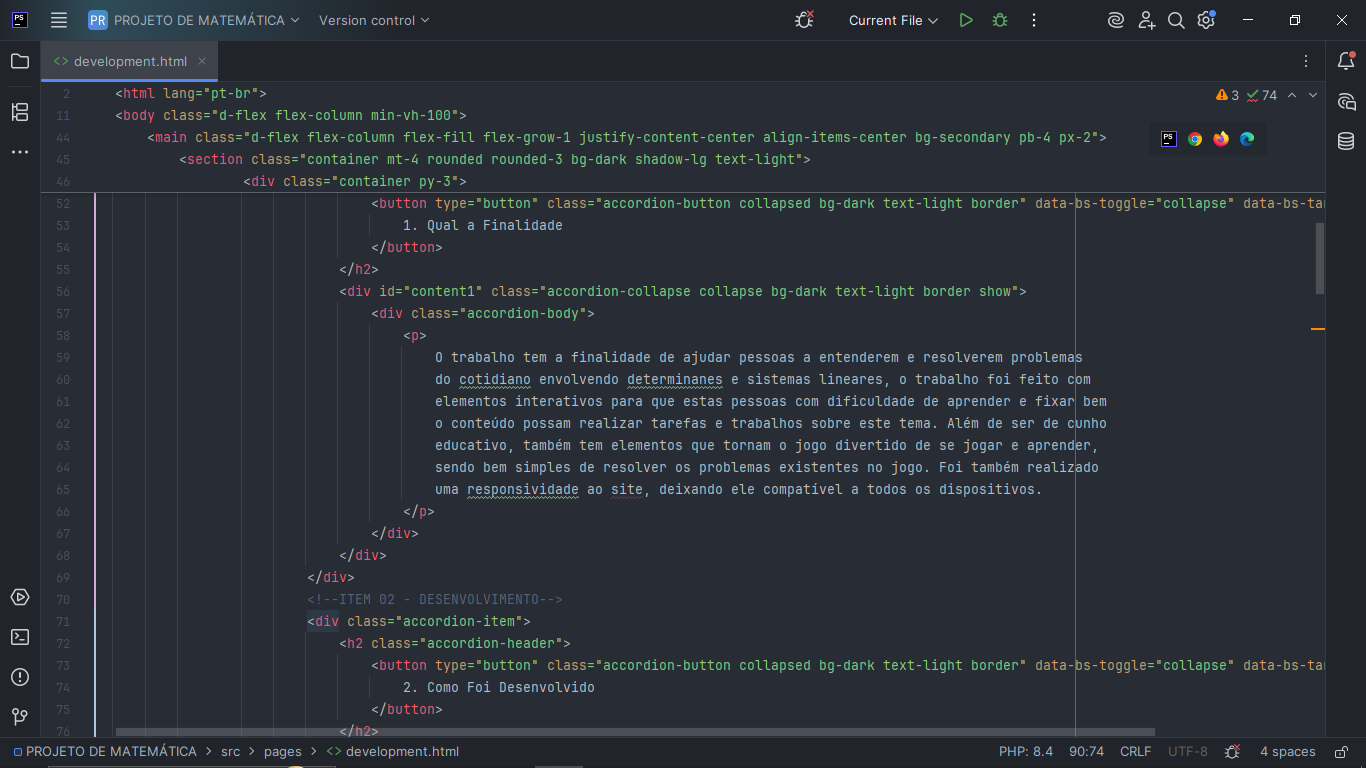 PS PR PROJETO DE MATEMÁTICA Version control Current File
<> development.html
2 <html lang="pt-br">
3 74
11 <body class="d-flex flex-column min-vh-100">
44 <main class="d-flex flex-column flex-fill flex-grow-1 justify-content-center align-items-center bg-secondary pb-4 px-2">
PS
45 <section class="container mt-4 rounded rounded-3 bg-dark shadow-lg text-light">
46 <div class="container py-3">
52 <button type="button" class="accordion-button collapsed bg-dark text-light border" data-bs-toggle="collapse" data-bs-tar
53 1. Qual a Finalidade
54 </button>
55 </h2>
56 <div id="content1" class="accordion-collapse collapse bg-dark text-light border show">
57 <div class="accordion-body">
58 <p>
59 O trabalho tem a finalidade de ajudar pessoas a entenderem e resolverem problemas
60 do cotidiano envolvendo determinanes e sistemas lineares, o trabalho foi feito com
61 elementos interativos para que estas pessoas com dificuldade de aprender e fixar bem
62 o conteúdo possam realizar tarefas e trabalhos sobre este tema. Além de ser de cunho
63 educativo, também tem elementos que tornam o jogo divertido de se jogar e aprender,
64 sendo bem simples de resolver os problemas existentes no jogo. Foi também realizado
65 uma responsividade ao site, deixando ele compatível a todos os dispositivos.
66 </p>
67 </div>
68 </div>
69 </div>
70 <!--ITEM 02 - DESENVOLVIMENTO-->
71 <div class="accordion-item">
72 <h2 class="accordion-header">
73 <button type="button" class="accordion-button collapsed bg-dark text-light border" data-bs-toggle="collapse" data-bs-tar
74 2. Como Foi Desenvolvido
75 </button>
76 </h2>
PROJETO DE MATEMÁTICA > src > pages > <> development.html PHP: 8.4 90:74 CRLF UTF-8 4 spaces